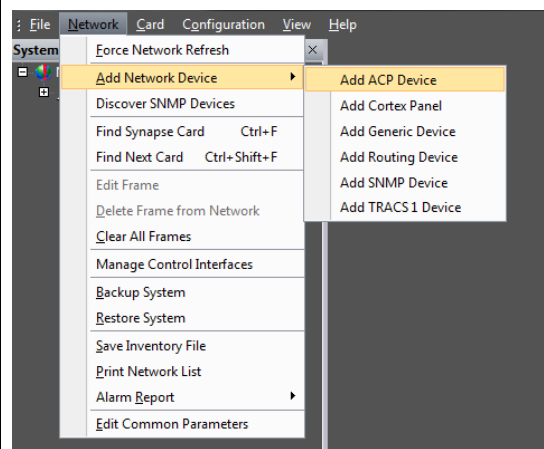 File Network Card Configuration View Help
System
Force Network Refresh
Add Network Device
Discover SNMP Devices
Find Synapse Card Ctrl+F
Find Next Card Ctrl+Shift+F
Edit Frame
Delete Frame from Network
Clear All Frames
Manage Control Interfaces
Backup System
Restore System
Save Inventory File
Print Network List
Alarm Report
Edit Common Parameters
Add ACP Device
Add Cortex Panel
Add Generic Device
Add Routing Device
Add SNMP Device
Add TRACS 1 Device